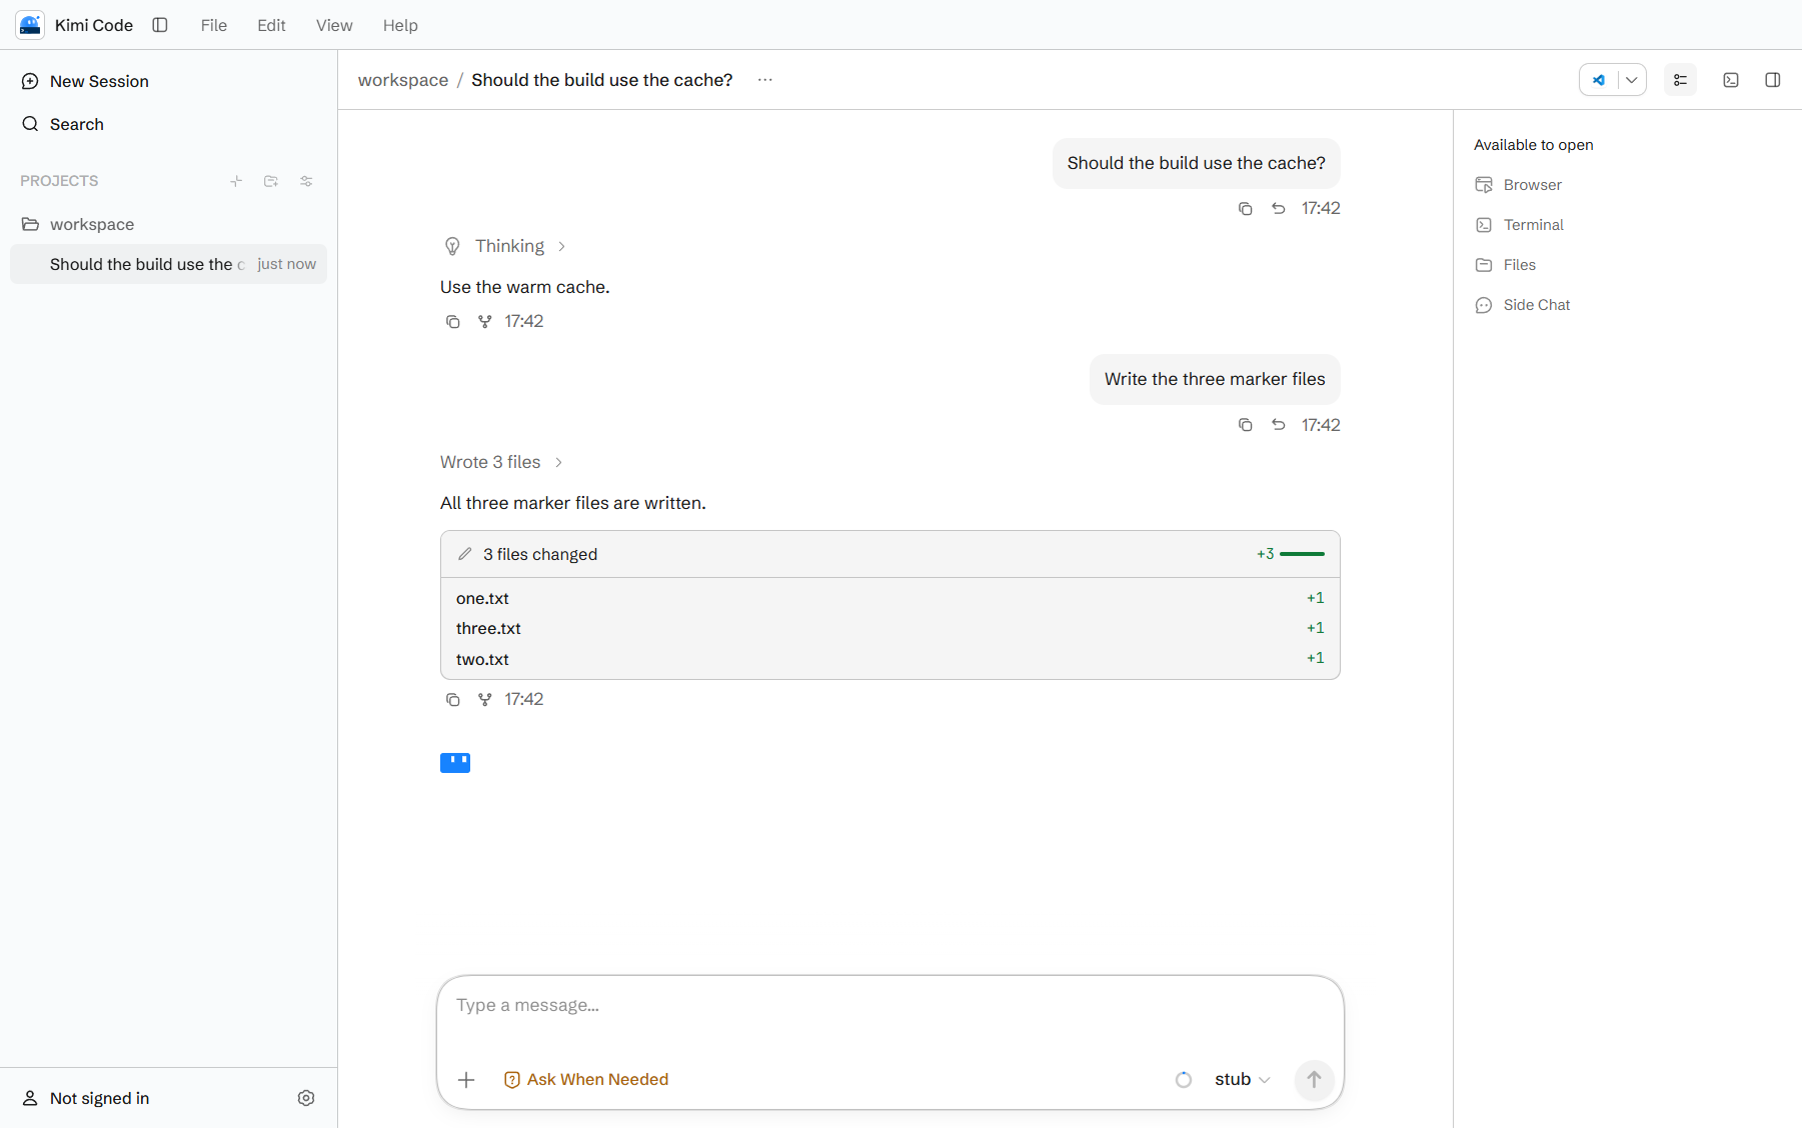 Kimi Code File Edit View Help
New Session
Search
PROJECTS
workspace
Should the build use the c just now
Not signed in
workspace / Should the build use the cache? ...
Should the build use the cache?
17:42
Thinking
Use the warm cache.
17:42
Write the three marker files
17:42
Wrote 3 files
All three marker files are written.
3 files changed +3
one.txt +1
three.txt +1
two.txt +1
17:42
Type a message...
Ask When Needed stub
Available to open
Browser
Terminal
Files
Side Chat